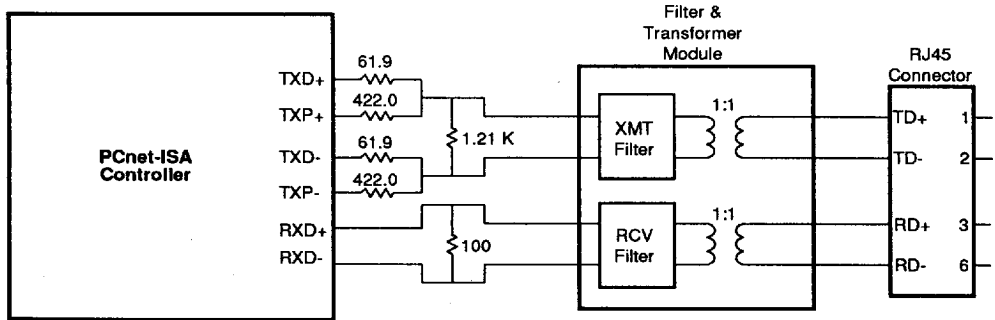 Filter &
Transformer
Module
RJ45
Connector
PCnet-ISA
Controller
TXD+
61.9
TXP+
422.0
TXD-
61.9
TXP-
422.0
1.21 K
RXD+
RXD-
100
XMT
Filter
1:1
RCV
Filter
1:1
TD+ 1
TD- 2
RD+ 3
RD- 6